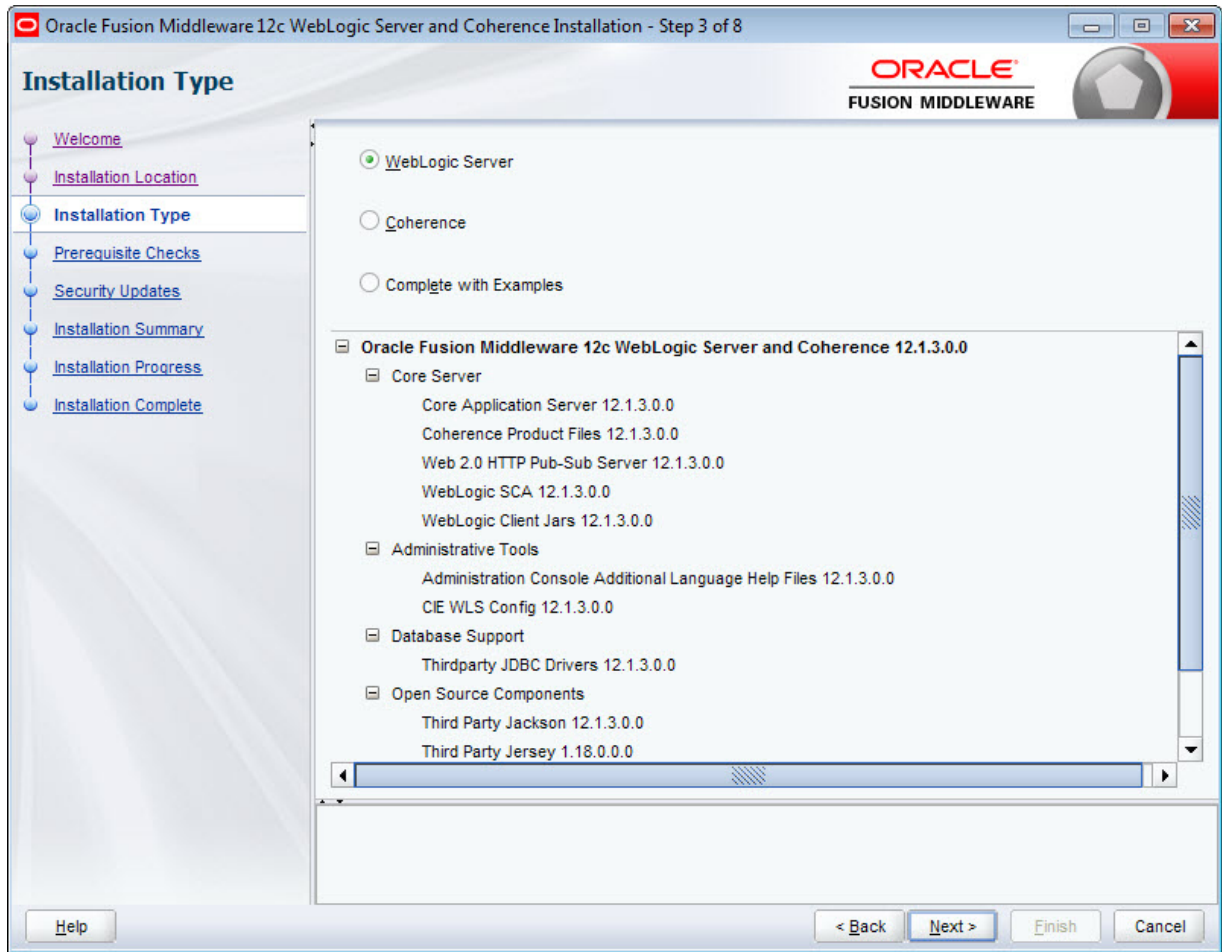 Oracle Fusion Middleware 12c WebLogic Server and Coherence Installation - Step 3 of 8
Installation Type
ORACLE
FUSION MIDDLEWARE
Welcome
Installation Location
Installation Type
Prerequisite Checks
Security Updates
Installation Summary
Installation Progress
Installation Complete
WebLogic Server
Coherence
Complete with Examples
Oracle Fusion Middleware 12c WebLogic Server and Coherence 12.1.3.0.0
Core Server
Core Application Server 12.1.3.0.0
Coherence Product Files 12.1.3.0.0
Web 2.0 HTTP Pub-Sub Server 12.1.3.0.0
WebLogic SCA 12.1.3.0.0
WebLogic Client Jars 12.1.3.0.0
Administrative Tools
Administration Console Additional Language Help Files 12.1.3.0.0
CIE WLS Config 12.1.3.0.0
Database Support
Thirdparty JDBC Drivers 12.1.3.0.0
Open Source Components
Third Party Jackson 12.1.3.0.0
Third Party Jersey 1.18.0.0.0
Help
< Back
Next >
Finish
Cancel